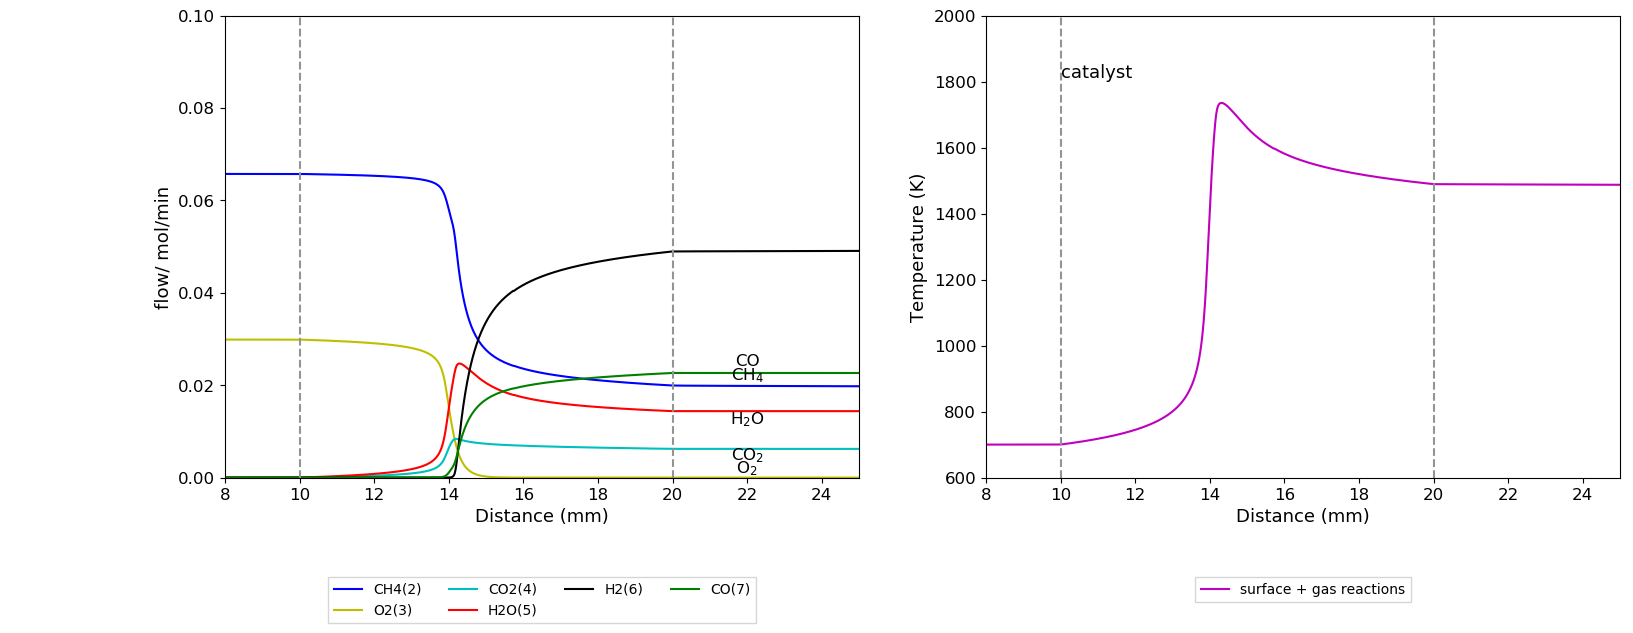 0.10
0.08
0.06
0.04
0.02
0.00
flow/ mol/min
CO
CH₄
H₂O
CO₂
O₂
8 10 12 14 16 18 20 22 24
Distance (mm)
CH4(2) CO2(4) H2(6) CO(7)
O2(3) H2O(5)
2000
1800
1600
1400
1200
1000
800
600
Temperature (K)
catalyst
8 10 12 14 16 18 20 22 24
Distance (mm)
surface + gas reactions